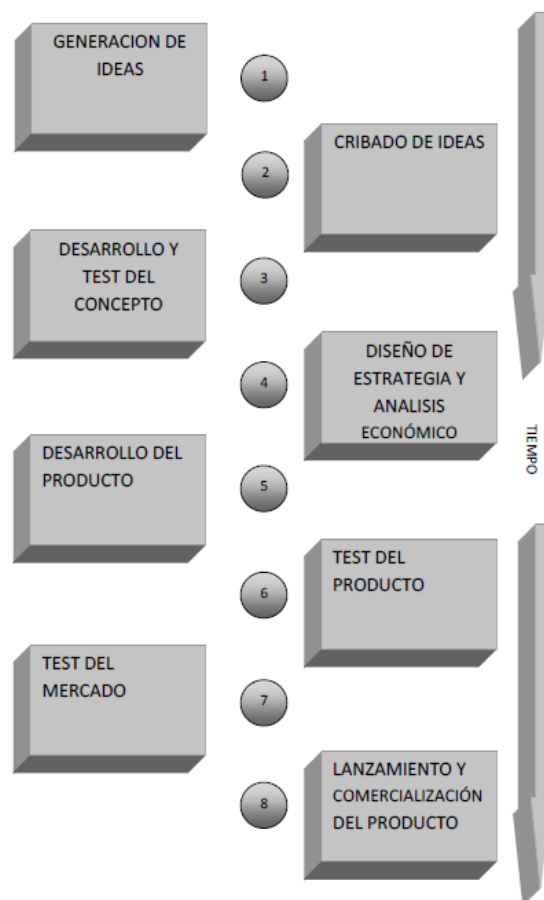 GENERACION DE
IDEAS
1
2
CRIBADO DE IDEAS
DESARROLLO Y
TEST DEL
CONCEPTO
3
DISEÑO DE
ESTRATEGIA Y
ANALISIS
ECONÓMICO
4
TIEMPO
DESARROLLO DEL
PRODUCTO
5
TEST DEL
PRODUCTO
6
TEST DEL
MERCADO
7
LANZAMIENTO Y
COMERCIALIZACIÓN
DEL PRODUCTO
8